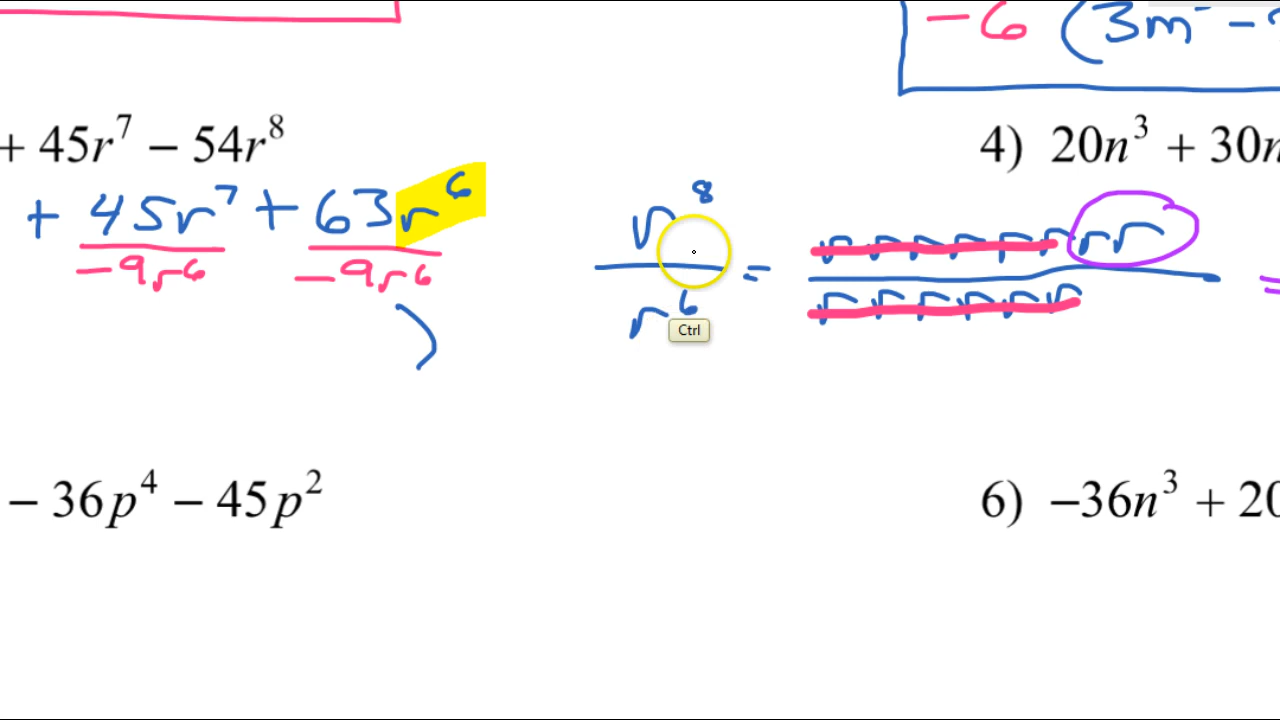 -6 (3m
+ 45r⁷ − 54r⁸
4) 20n³ + 30n
+ 45r⁷ + 63r⁶
-9r⁶ -9r⁶
)
r⁸ = r r r r r r r r =
r⁶ r r r r r r
Ctrl
− 36p⁴ − 45p²
6) −36n³ + 20